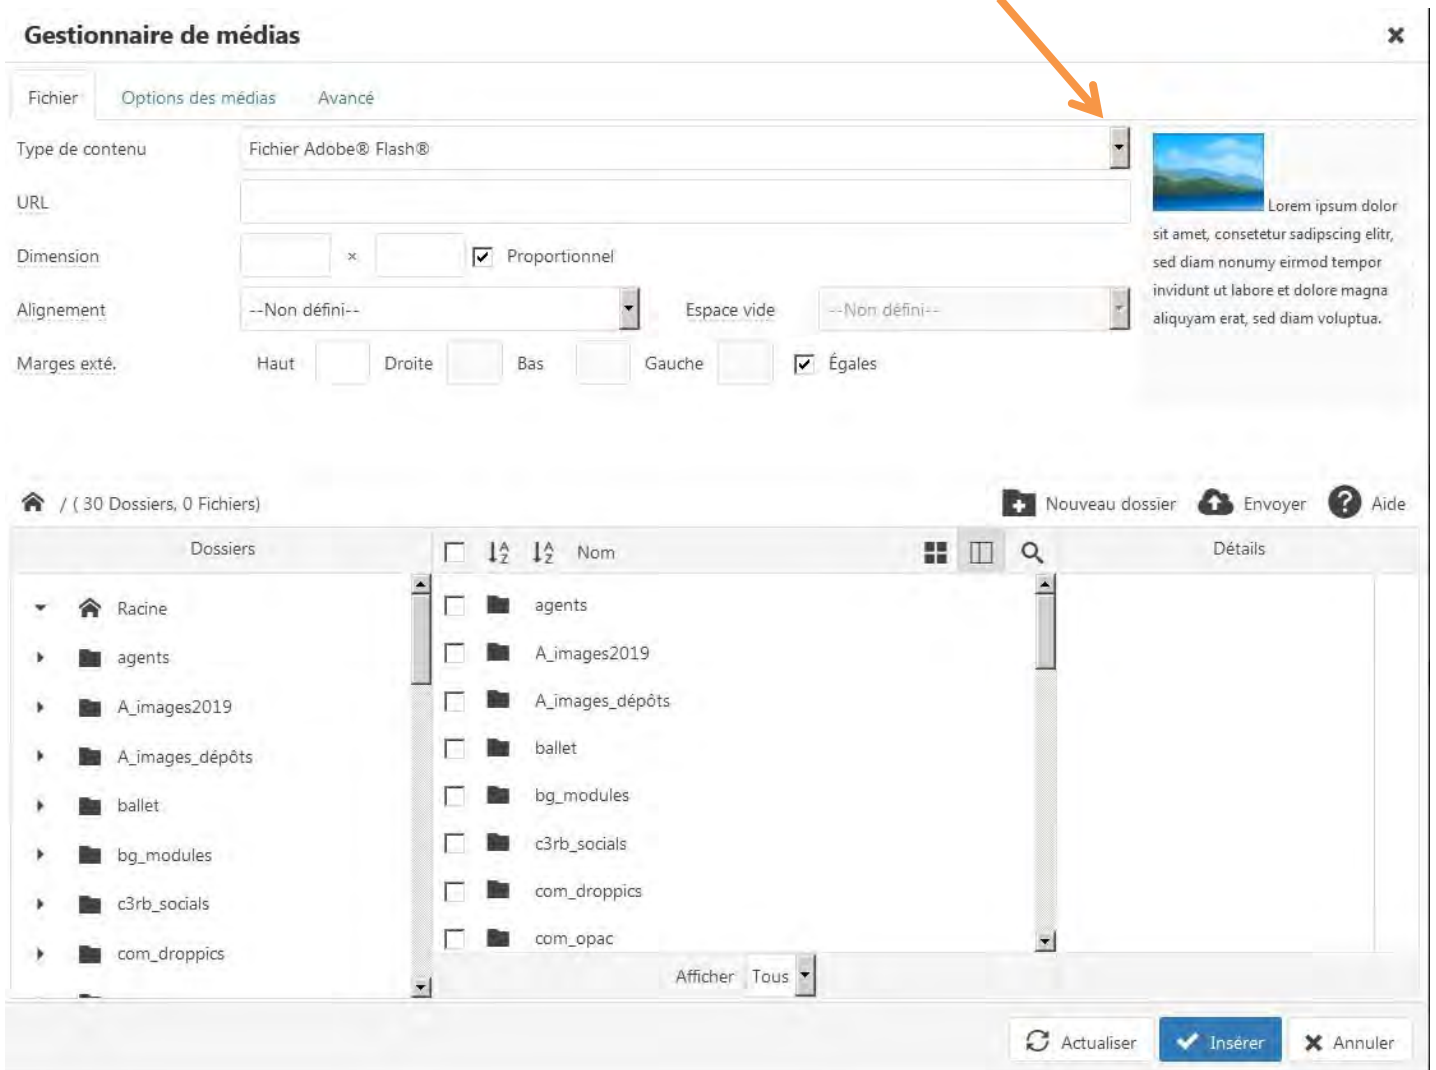 Gestionnaire de médias
Fichier Options des médias Avancé
Type de contenu Fichier Adobe® Flash®
URL
Dimension × Proportionnel
Alignement --Non défini-- Espace vide --Non défini--
Marges exté. Haut Droite Bas Gauche Égales
Lorem ipsum dolor
sit amet, consetetur sadipscing elitr,
sed diam nonumy eirmod tempor
invidunt ut labore et dolore magna
aliquyam erat, sed diam voluptua.
/ ( 30 Dossiers, 0 Fichiers) Nouveau dossier Envoyer Aide
Dossiers
Racine
agents
A_images2019
A_images_dépôts
ballet
bg_modules
c3rb_socials
com_droppics
Nom
agents
A_images2019
A_images_dépôts
ballet
bg_modules
c3rb_socials
com_droppics
com_opac
Détails
Afficher Tous
Actualiser Insérer Annuler